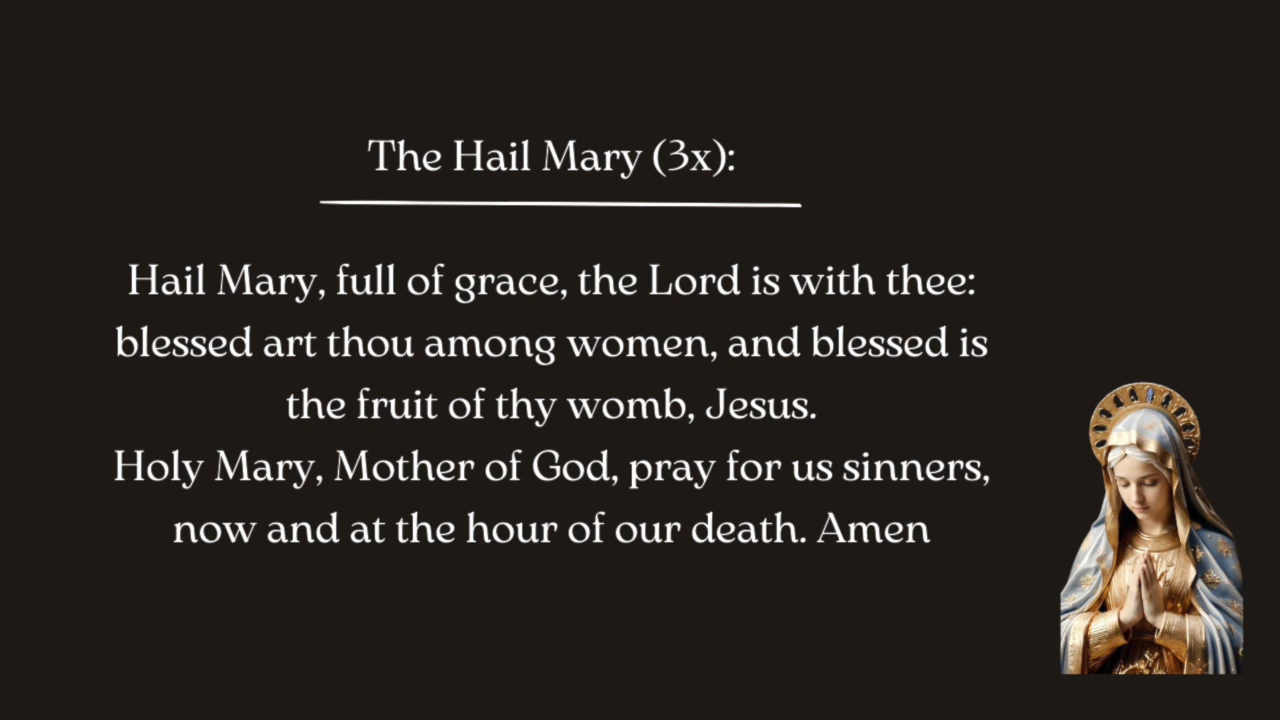 The Hail Mary (3x):
Hail Mary, full of grace, the Lord is with thee:
blessed art thou among women, and blessed is
the fruit of thy womb, Jesus.
Holy Mary, Mother of God, pray for us sinners,
now and at the hour of our death. Amen